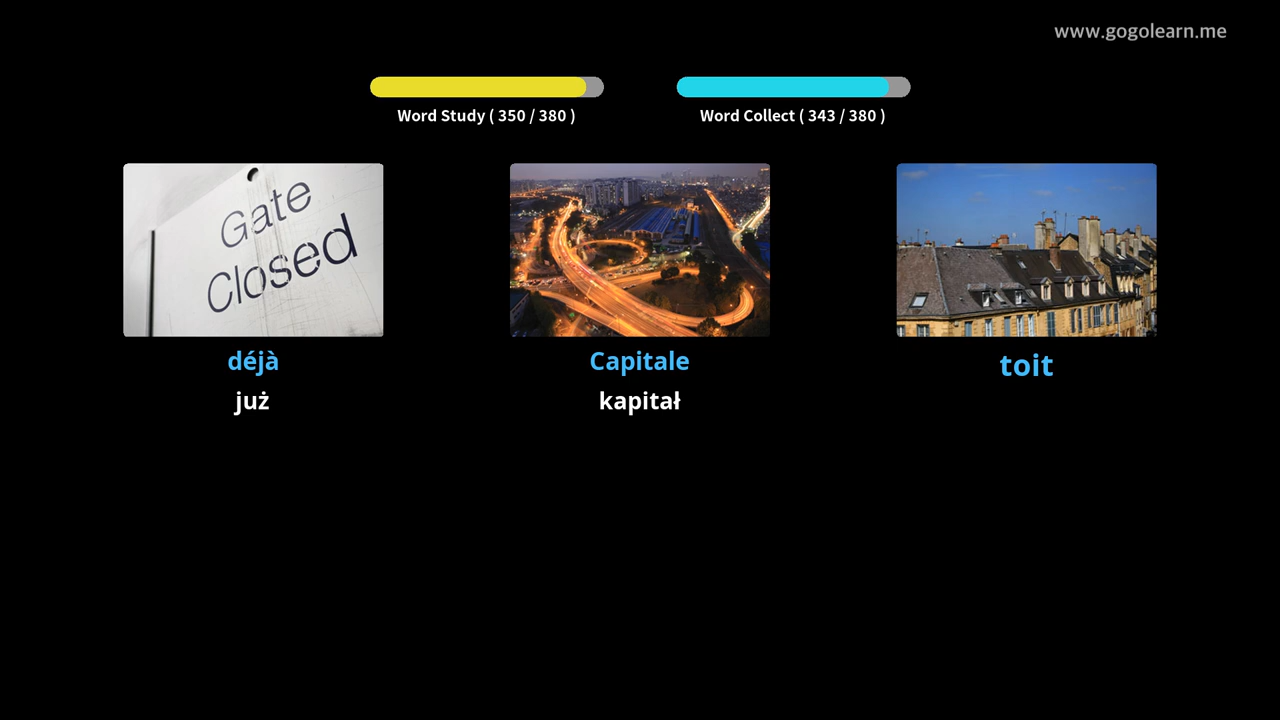 www.gogolearn.me
Word Study ( 350 / 380 )
Word Collect ( 343 / 380 )
Gate
Closed
déjà
Capitale
toit
już
kapitał